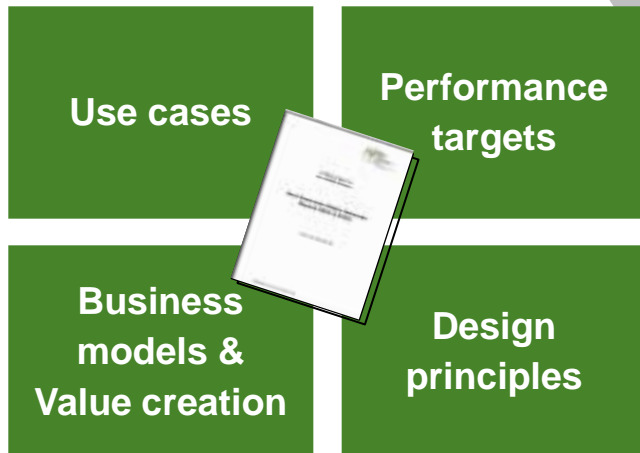 Use cases
Performance
targets
Business
models &
Value creation
Design
principles